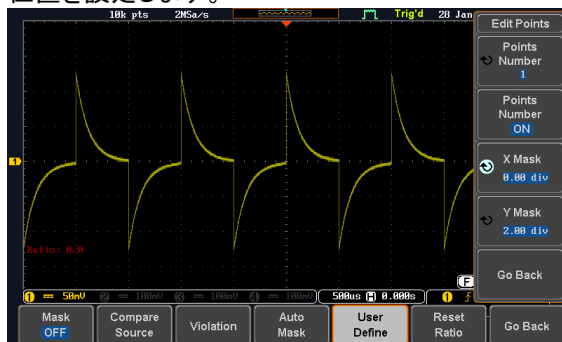 位置を設定します。
10k pts 2MSa/s Trig'd 28 Jan
Edit Points
Points
Number
1
Points
Number
ON
X Mask
0.00 div
Y Mask
2.00 div
Go Back
1
Ratio: 0/0
F
1 50mV 2 100mV 3 100mV 4 100mV 500us H 0.000s 1
Mask
OFF
Compare
Source
Violation
Auto
Mask
User
Define
Reset
Ratio
Go Back